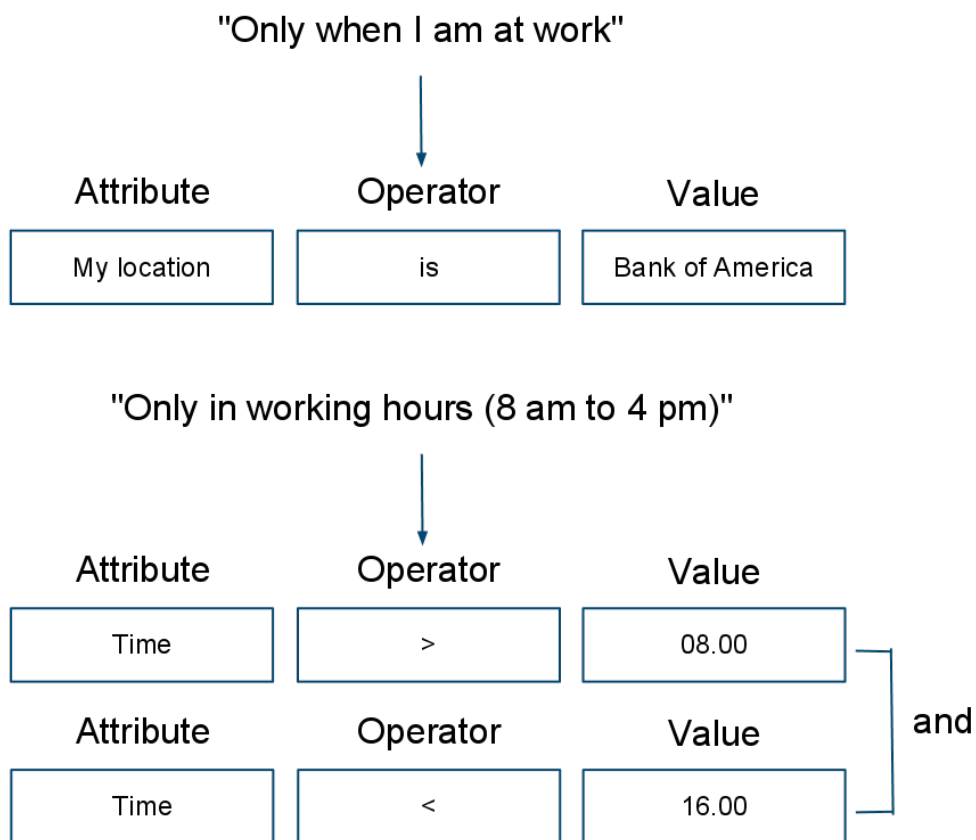 "Only when I am at work"
Attribute Operator Value
My location is Bank of America
"Only in working hours (8 am to 4 pm)"
Attribute Operator Value
Time > 08.00
and
Attribute Operator Value
Time < 16.00